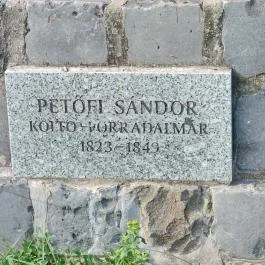 PETŐFI SÁNDOR
KÖLTŐ-FORRADALMÁR
1823-1849